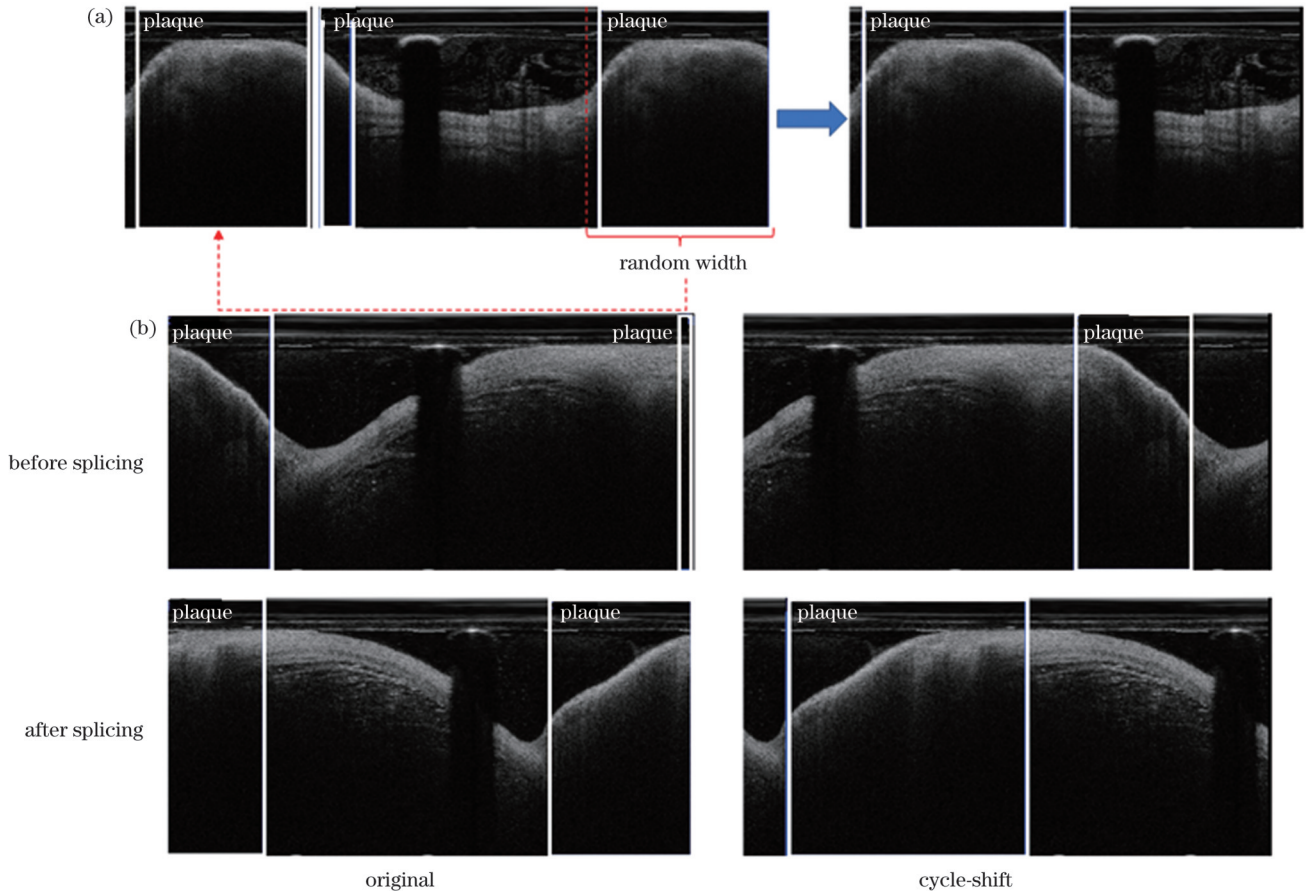 (a)
plaque
plaque
plaque
plaque
random width
(b)
plaque
plaque
plaque
before splicing
plaque
plaque
plaque
after splicing
original
cycle-shift